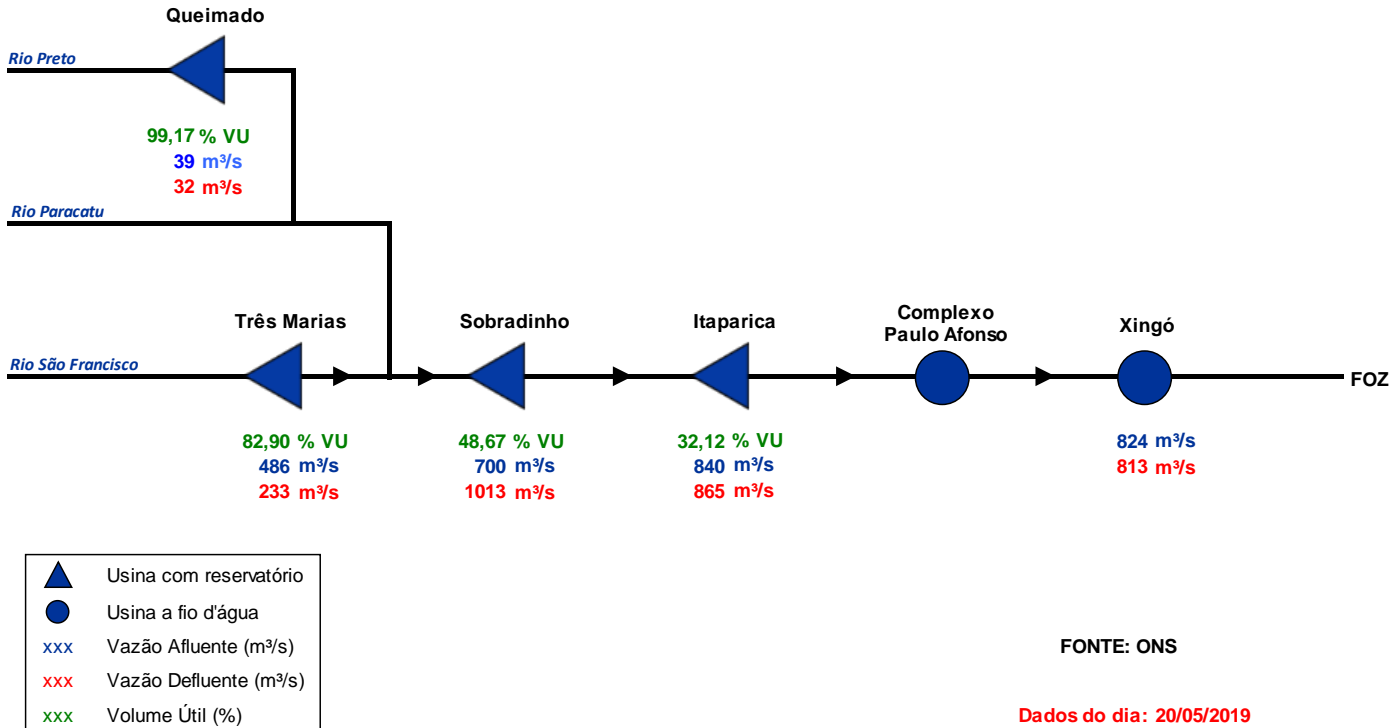 Queimado
Rio Preto
99,17 % VU
39 m³/s
32 m³/s
Rio Paracatu
Três Marias
Sobradinho
Itaparica
Complexo
Paulo Afonso
Xingó
Rio São Francisco
FOZ
82,90 % VU
486 m³/s
233 m³/s
48,67 % VU
700 m³/s
1013 m³/s
32,12 % VU
840 m³/s
865 m³/s
824 m³/s
813 m³/s
Usina com reservatório
Usina a fio d'água
xxx Vazão Afluente (m³/s)
xxx Vazão Defluente (m³/s)
xxx Volume Útil (%)
FONTE: ONS
Dados do dia: 20/05/2019